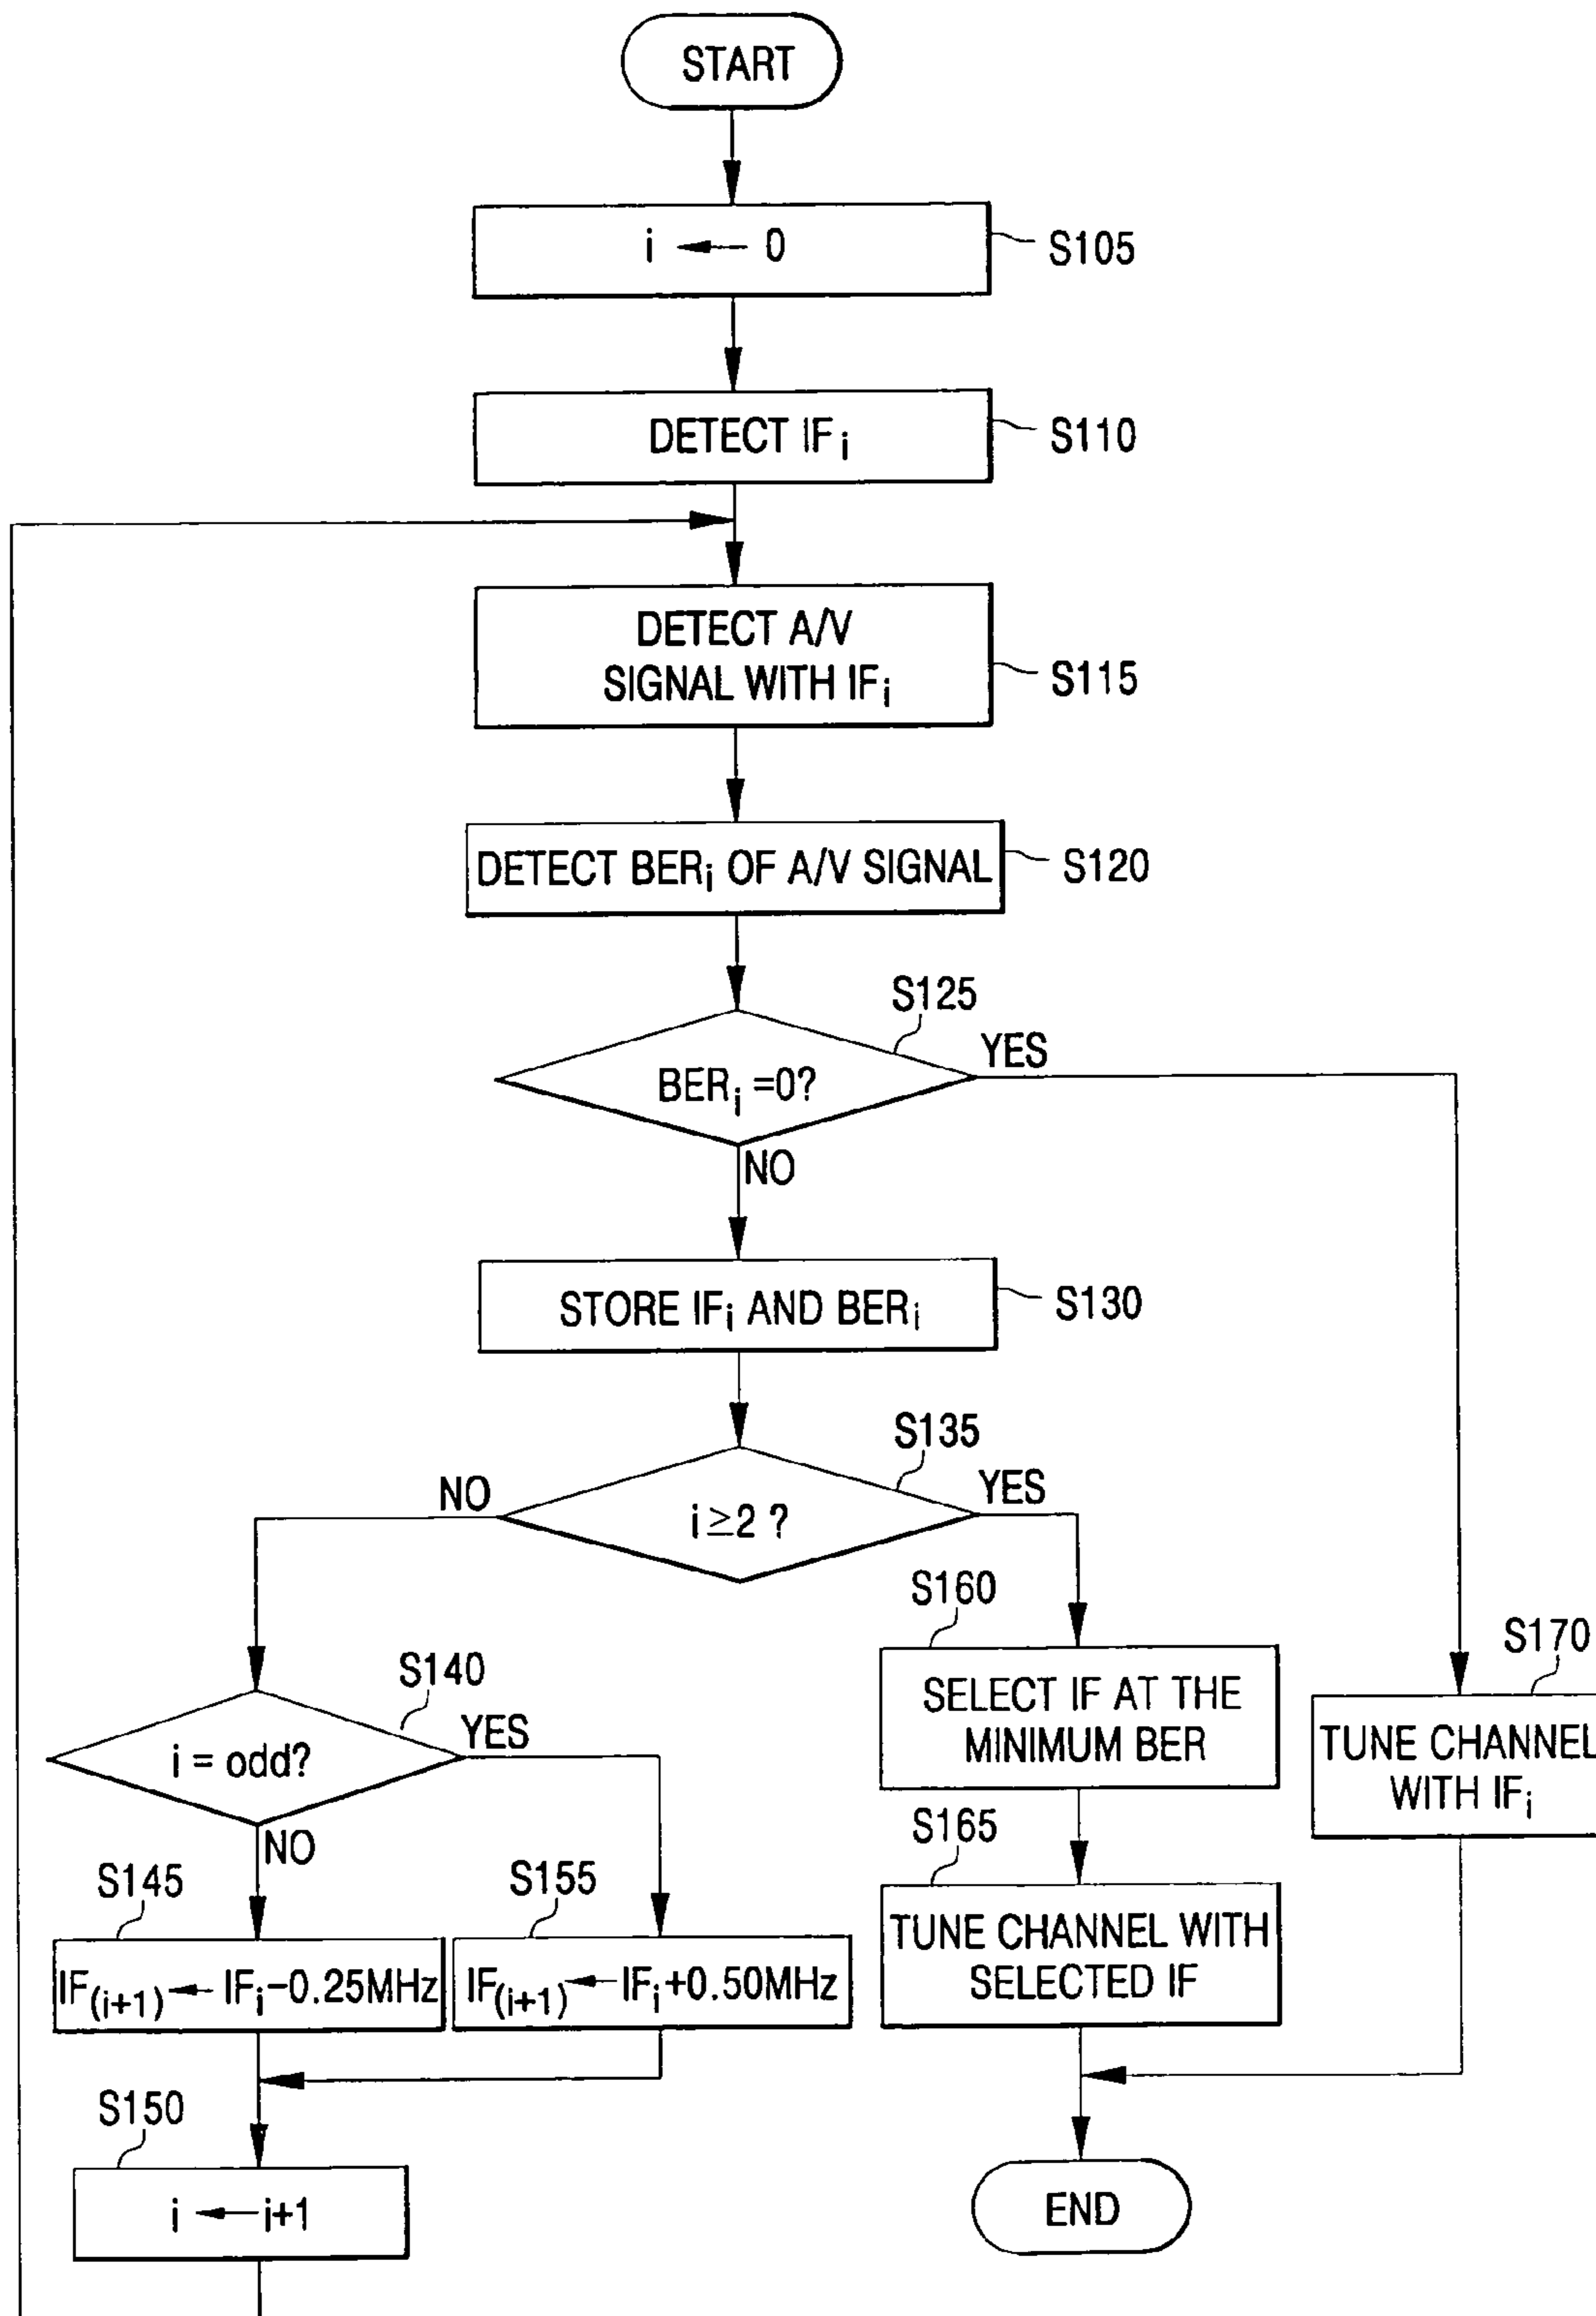 START
i ← 0
S105
DETECT IFi
S110
DETECT A/V
SIGNAL WITH IFi
S115
DETECT BERi OF A/V SIGNAL
S120
S125
BERi =0?
YES
NO
STORE IFi AND BERi
S130
S135
i ≥2 ?
NO
YES
S140
i = odd?
YES
NO
S160
SELECT IF AT THE
MINIMUM BER
S170
TUNE CHANNEL
WITH IFi
S145
IF(i+1) ← IFi−0.25MHz
S155
IF(i+1) ← IFi+0.50MHz
S165
TUNE CHANNEL WITH
SELECTED IF
S150
i ← i+1
END